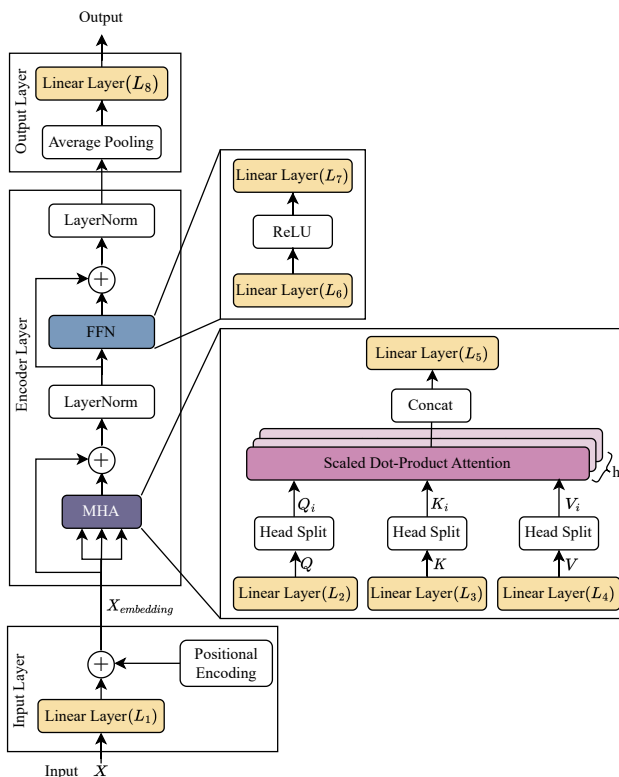 Output
Output Layer
Linear Layer(L₈)
Average Pooling
Encoder Layer
LayerNorm
+
FFN
LayerNorm
+
MHA
Linear Layer(L₇)
ReLU
Linear Layer(L₆)
Linear Layer(L₅)
Concat
Scaled Dot-Product Attention
h
Qᵢ
Kᵢ
Vᵢ
Head Split
Head Split
Head Split
Q
K
V
Linear Layer(L₂)
Linear Layer(L₃)
Linear Layer(L₄)
X_embedding
Input Layer
+
Positional
Encoding
Linear Layer(L₁)
Input X